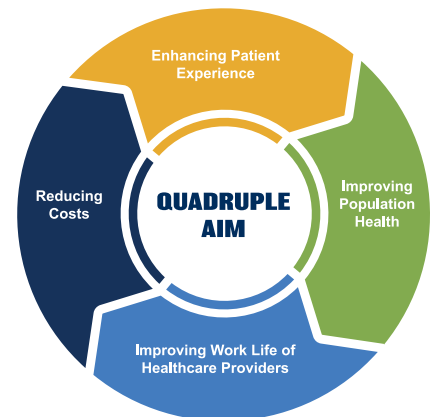 Enhancing Patient
Experience
Improving
Population
Health
Improving Work Life of
Healthcare Providers
Reducing
Costs
QUADRUPLE
AIM